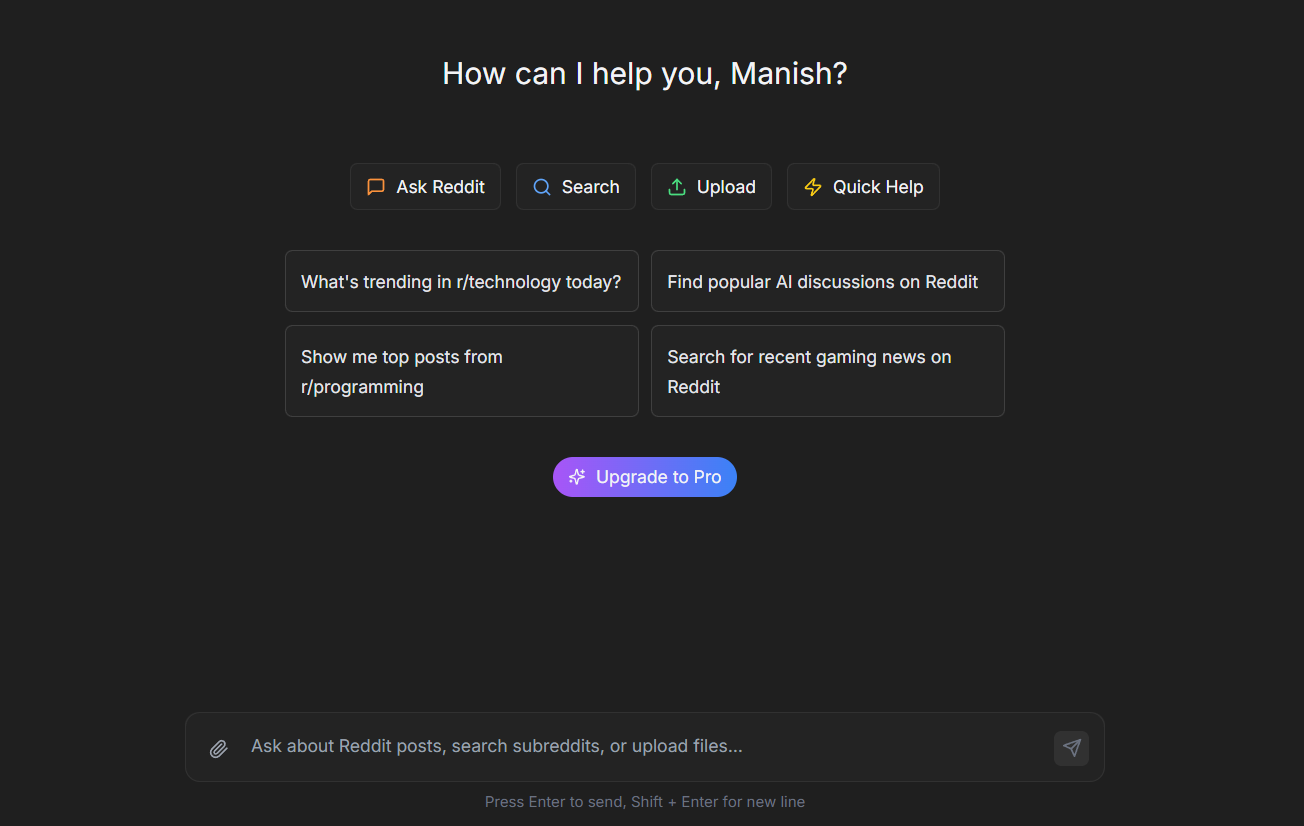 How can I help you, Manish?
Ask Reddit
Search
Upload
Quick Help
What's trending in r/technology today?
Find popular AI discussions on Reddit
Show me top posts from
r/programming
Search for recent gaming news on
Reddit
Upgrade to Pro
Ask about Reddit posts, search subreddits, or upload files...
Press Enter to send, Shift + Enter for new line